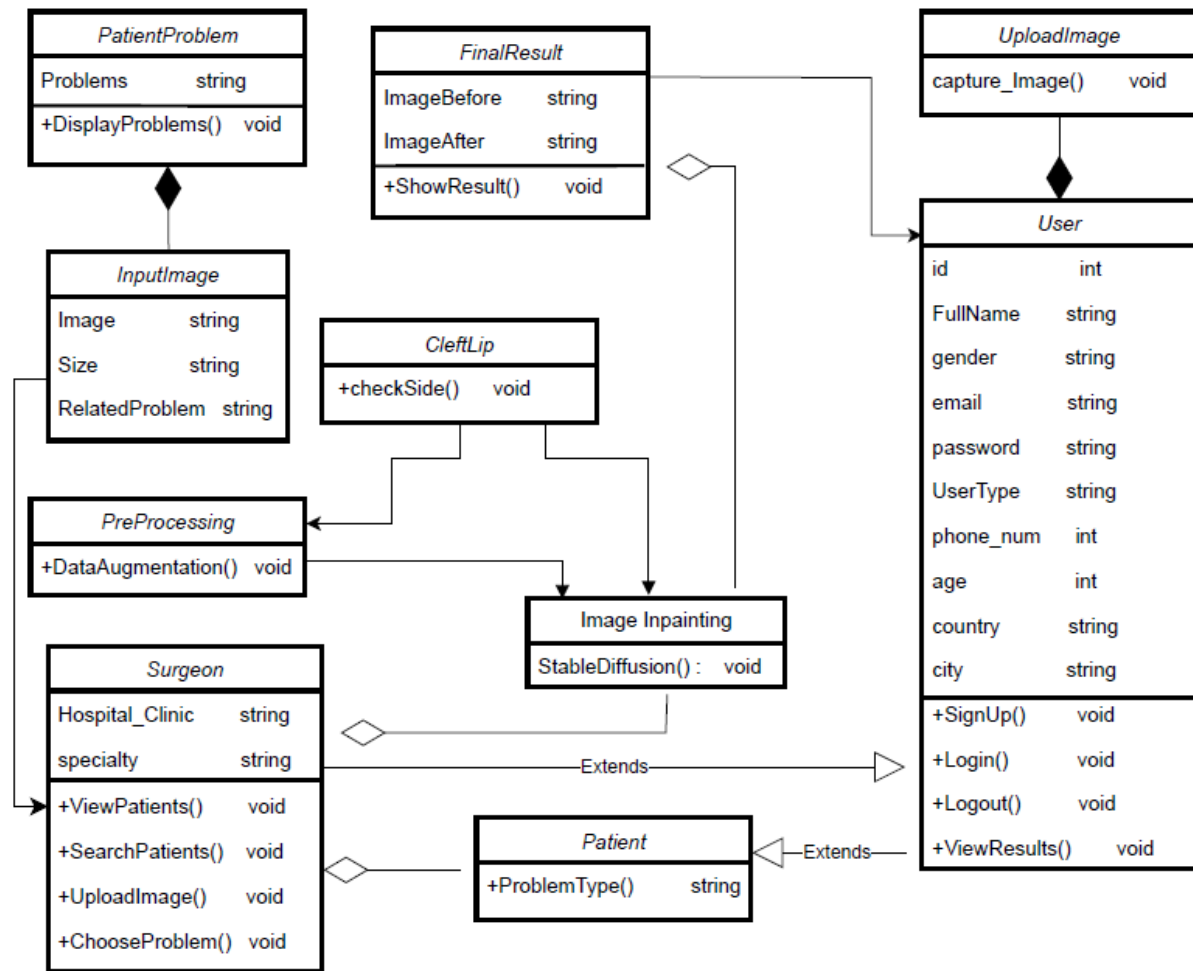 PatientProblem
Problems string
+DisplayProblems() void
FinalResult
ImageBefore string
ImageAfter string
+ShowResult() void
UploadImage
capture_Image() void
User
id int
FullName string
gender string
email string
password string
UserType string
phone_num int
age int
country string
city string
+SignUp() void
+Login() void
+Logout() void
+ViewResults() void
InputImage
Image string
Size string
RelatedProblem string
CleftLip
+checkSide() void
PreProcessing
+DataAugmentation() void
Image Inpainting
StableDiffusion() : void
Surgeon
Hospital_Clinic string
specialty string
+ViewPatients() void
+SearchPatients() void
+UploadImage() void
+ChooseProblem() void
Extends
Patient
+ProblemType() string
Extends